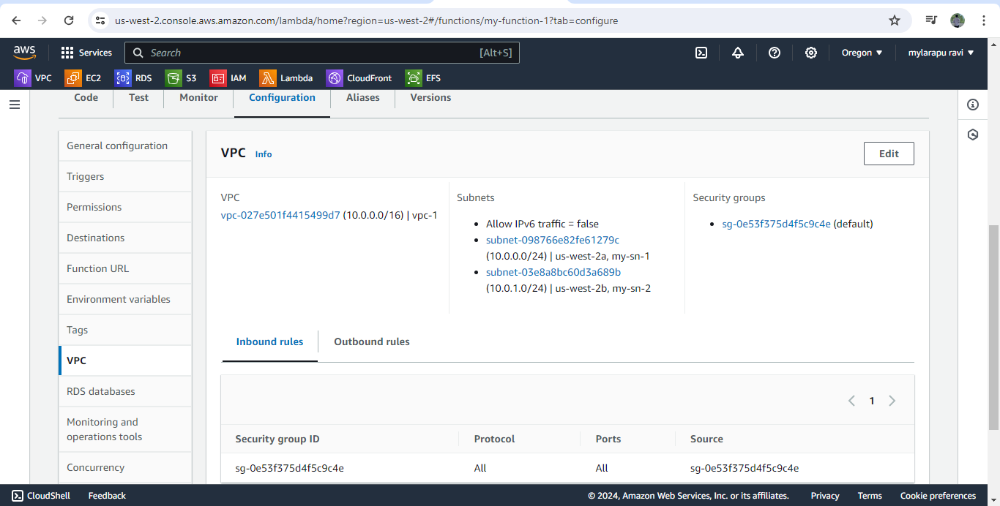 us-west-2.console.aws.amazon.com/lambda/home?region=us-west-2#/functions/my-function-1?tab=configure
aws
Services
Search
[Alt+S]
Oregon
mylarapu ravi
VPC
EC2
RDS
S3
IAM
Lambda
CloudFront
EFS
Code
Test
Monitor
Configuration
Aliases
Versions
General configuration
Triggers
Permissions
Destinations
Function URL
Environment variables
Tags
VPC
RDS databases
Monitoring and
operations tools
Concurrency
VPC Info
Edit
VPC
vpc-027e501f4415499d7 (10.0.0.0/16) | vpc-1
Subnets
Allow IPv6 traffic = false
subnet-098766e82fe61279c
(10.0.0.0/24) | us-west-2a, my-sn-1
subnet-03e8a8bc60d3a689b
(10.0.1.0/24) | us-west-2b, my-sn-2
Security groups
sg-0e53f375d4f5c9c4e (default)
Inbound rules
Outbound rules
1
Security group ID
Protocol
Ports
Source
sg-0e53f375d4f5c9c4e
All
All
sg-0e53f375d4f5c9c4e
CloudShell
Feedback
© 2024, Amazon Web Services, Inc. or its affiliates.
Privacy
Terms
Cookie preferences